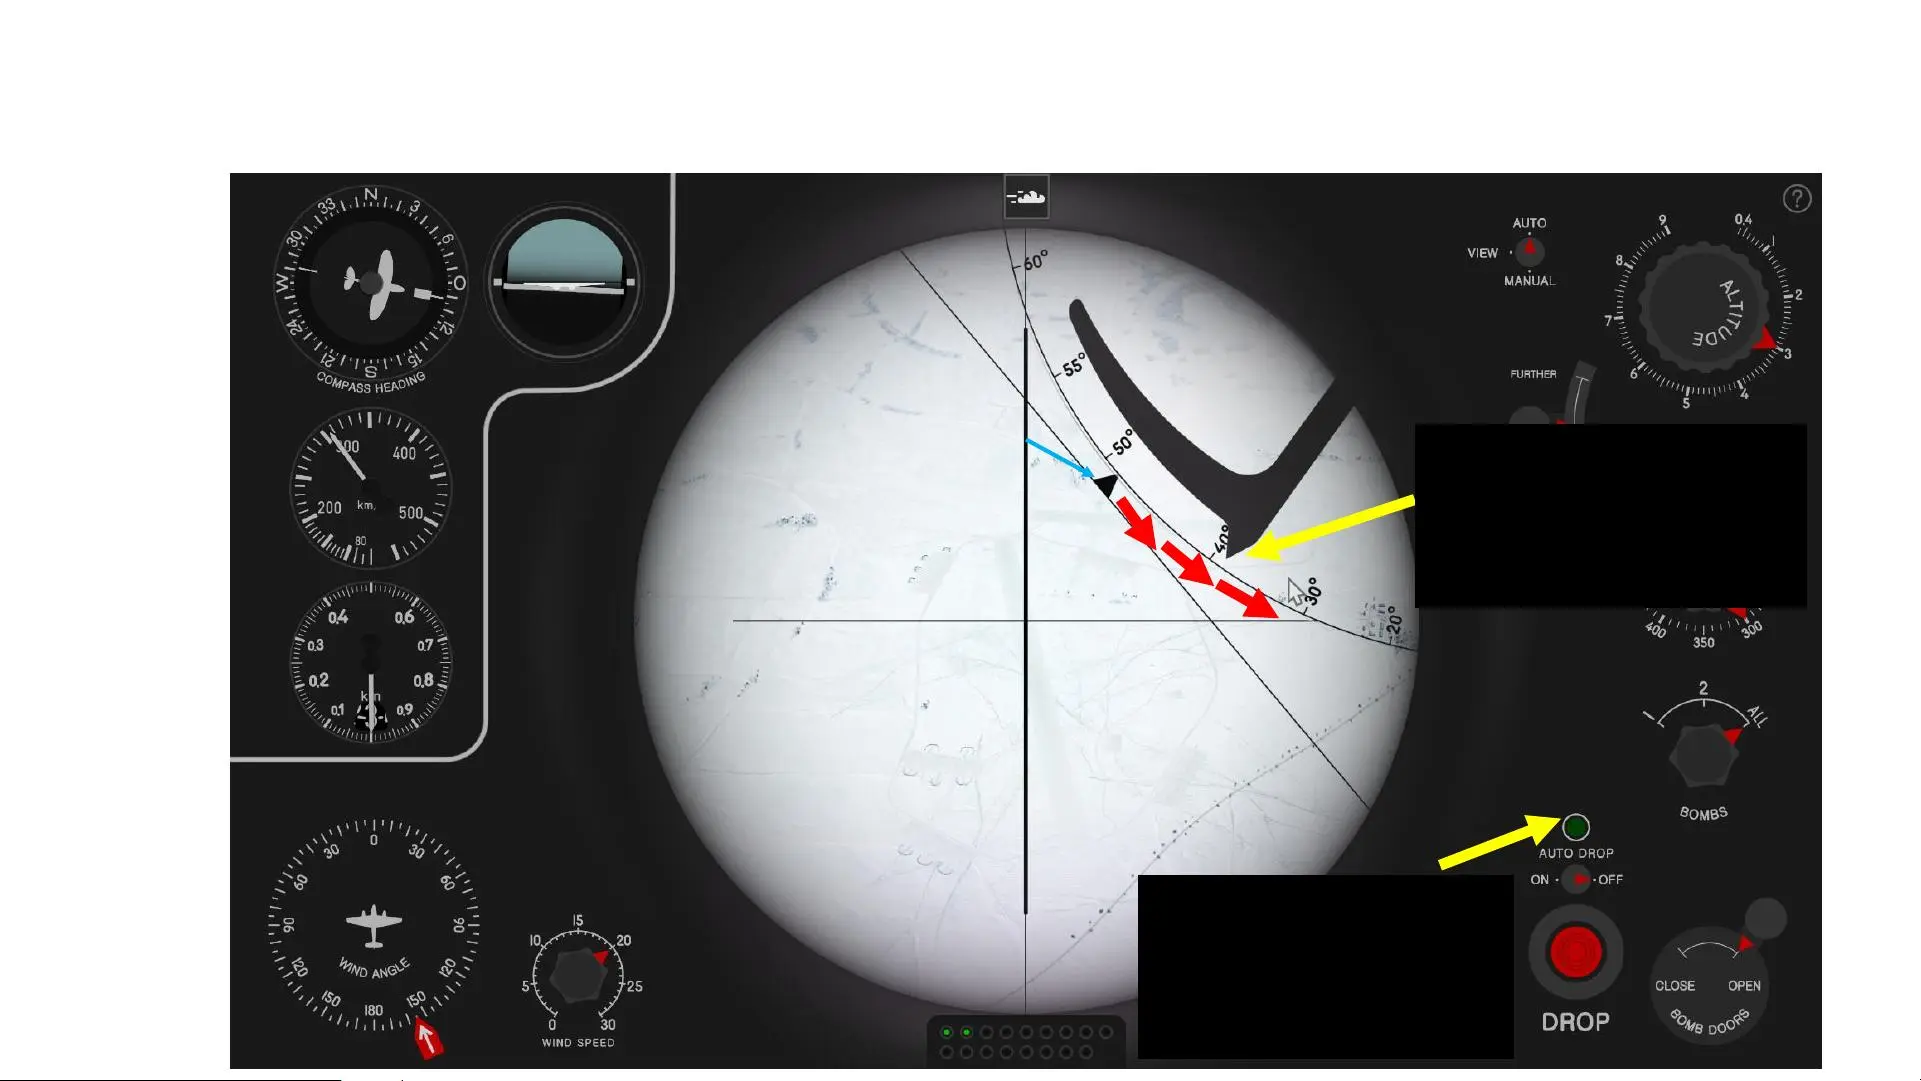 N
3
6
O
12
15
S
21
24
W
30
33
COMPASS HEADING
300
400
200
km.
500
80
0.4
0.6
0.3
0.7
0.2
0.8
0.1
0.9
0
30
30
60
60
90
90
WIND ANGLE
120
120
150
150
180
15
10
20
5
25
0
30
WIND SPEED
60°
55°
50°
40°
30°
20°
?
AUTO
VIEW
MANUAL
9
0.4
1
8
2
ALTITUDE
7
3
6
4
5
FURTHER
400
300
350
2
ALL
BOMBS
AUTO DROP
ON
OFF
CLOSE
OPEN
BOMB DOORS
DROP